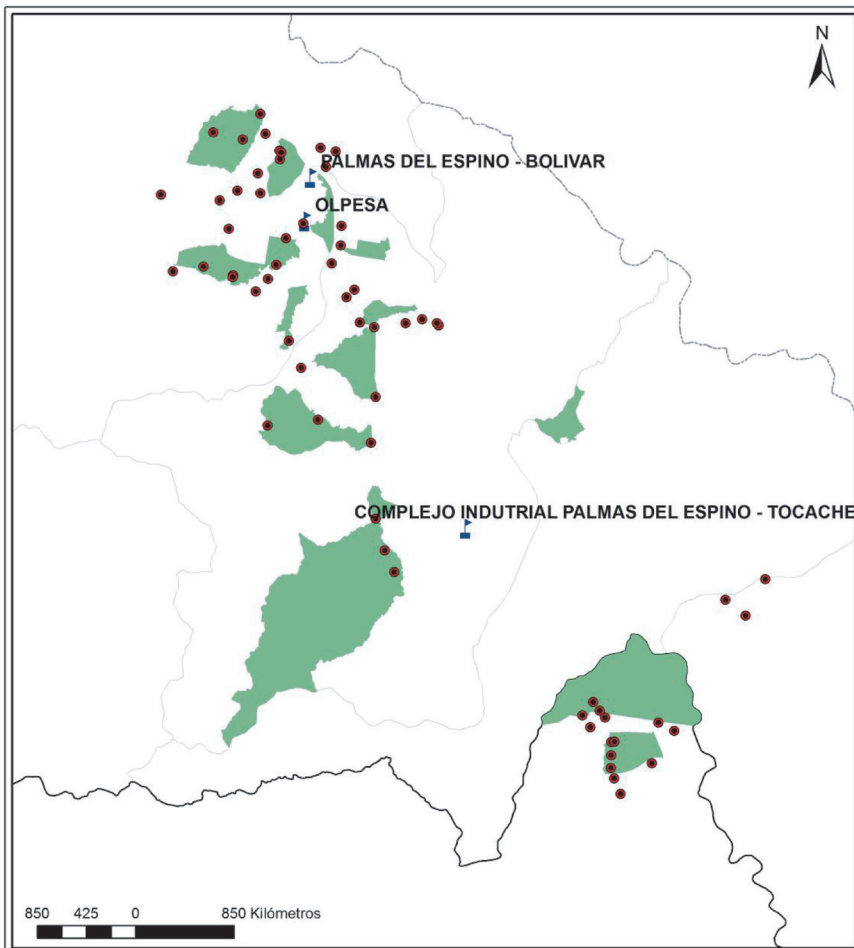 N
PALMAS DEL ESPINO - BOLIVAR
OLPESA
COMPLEJO INDUTRIAL PALMAS DEL ESPINO - TOCACHE
850 425 0 850 Kilómetros